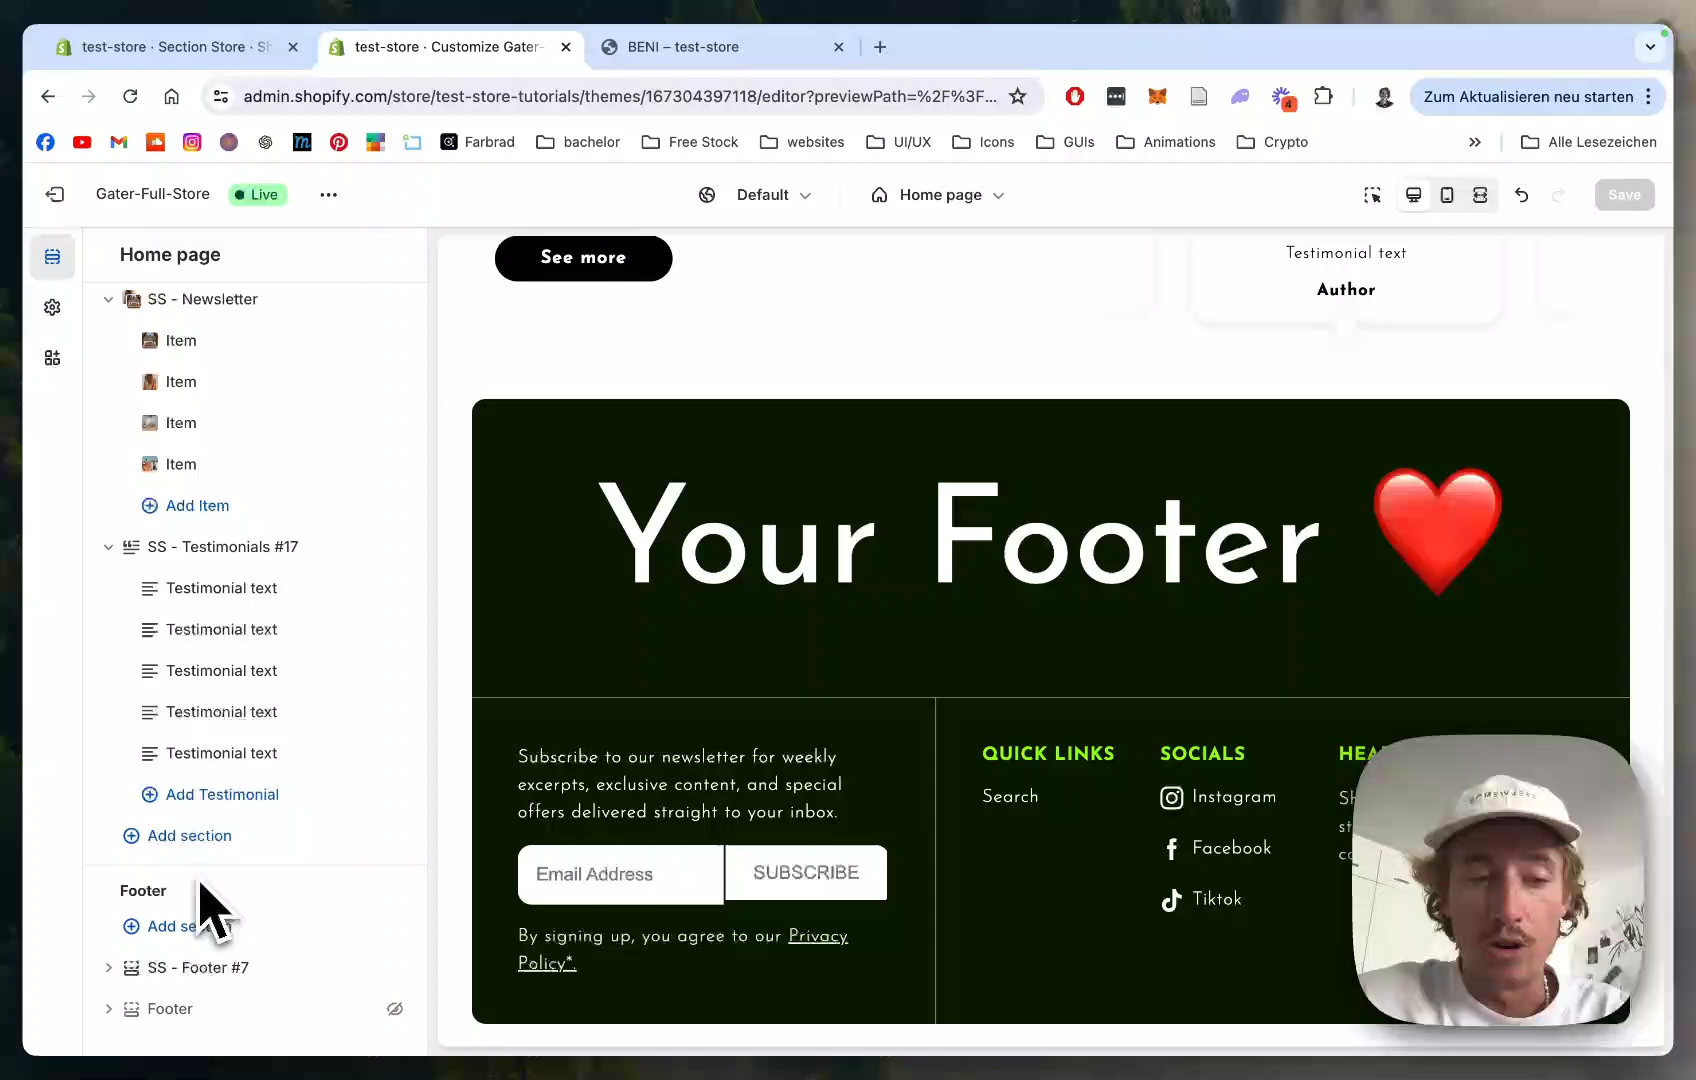 test-store · Section Store · Sh
test-store · Customize Gater-
BENI – test-store
admin.shopify.com/store/test-store-tutorials/themes/167304397118/editor?previewPath=%2F%3F...
4
Zum Aktualisieren neu starten
Farbrad
bachelor
Free Stock
websites
UI/UX
Icons
GUIs
Animations
Crypto
Alle Lesezeichen
Gater-Full-Store
Live
Default
Home page
Save
Home page
SS - Newsletter
Item
Item
Item
Item
Add Item
SS - Testimonials #17
Testimonial text
Testimonial text
Testimonial text
Testimonial text
Testimonial text
Add Testimonial
Add section
Footer
Add se
SS - Footer #7
Footer
See more
Testimonial text
Author
Your Footer ❤️
Subscribe to our newsletter for weekly
excerpts, exclusive content, and special
offers delivered straight to your inbox.
Email Address
SUBSCRIBE
By signing up, you agree to our Privacy
Policy*.
QUICK LINKS
Search
SOCIALS
Instagram
Facebook
Tiktok